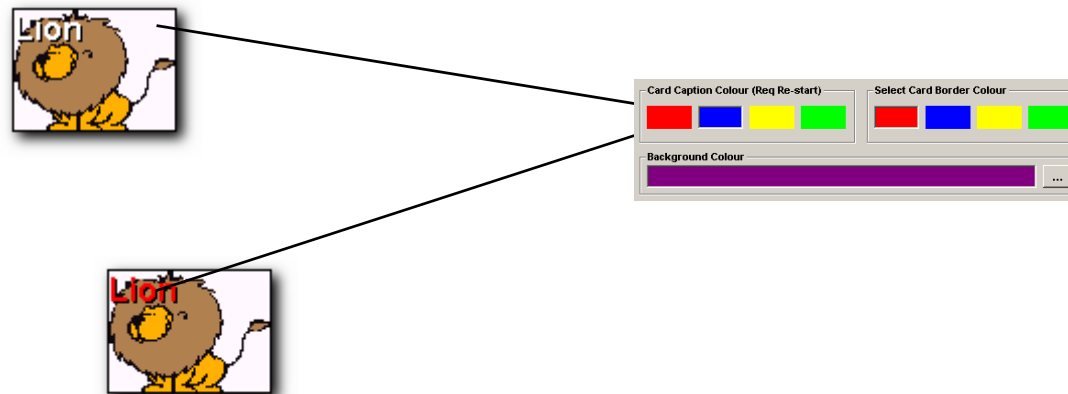 Lion
Card Caption Colour (Req Re-start)
Select Card Border Colour
Background Colour
...
Lion